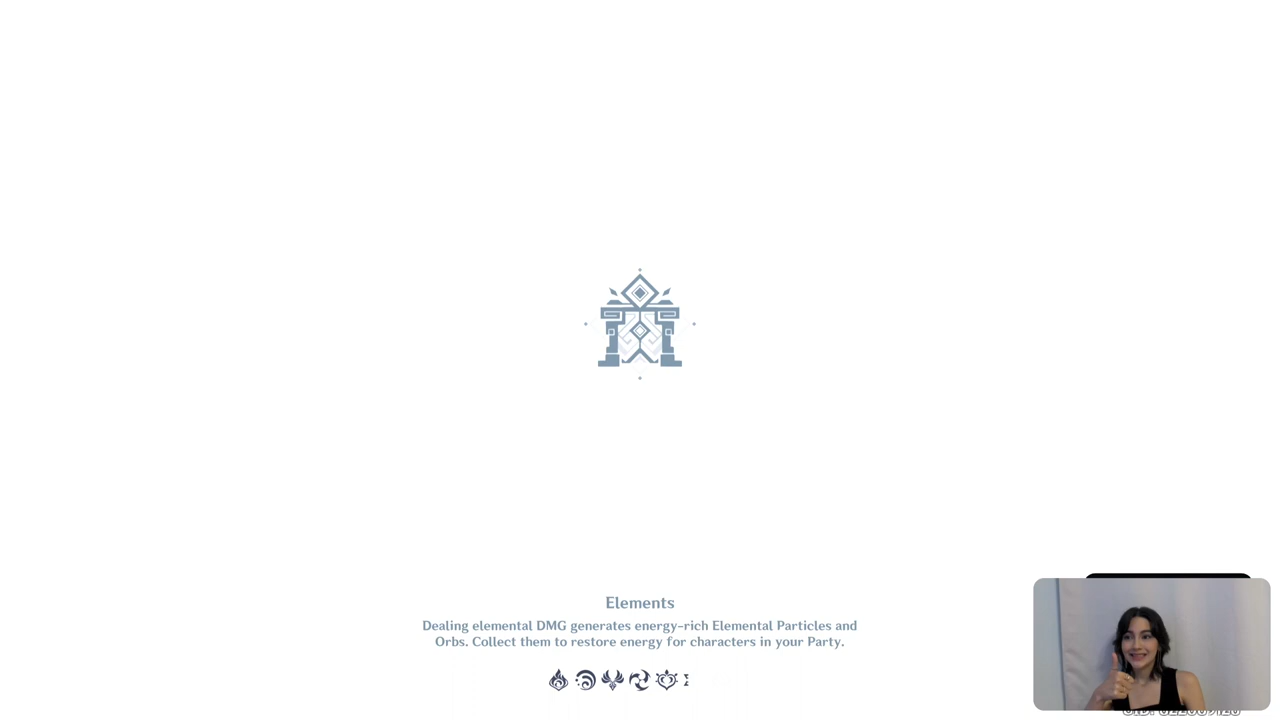 Elements
Dealing elemental DMG generates energy-rich Elemental Particles and
Orbs. Collect them to restore energy for characters in your Party.